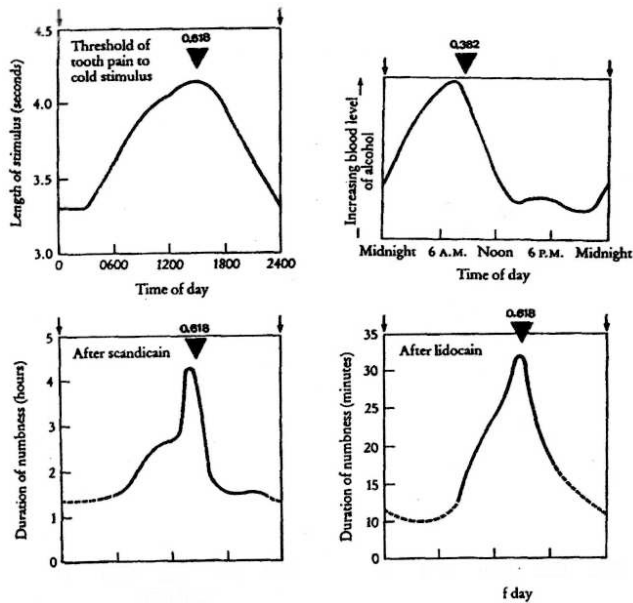 0.618
Threshold of
tooth pain to
cold stimulus
Length of stimulus (seconds)
4.5
4.0
3.5
3.0
0 0600 1200 1800 2400
Time of day
0.382
Increasing blood level
of alcohol
Midnight 6 A.M. Noon 6 P.M. Midnight
Time of day
0.618
After scandicain
Duration of numbness (hours)
5
4
3
2
1
0
0.618
After lidocain
Duration of numbness (minutes)
35
30
25
20
15
10
0
f day